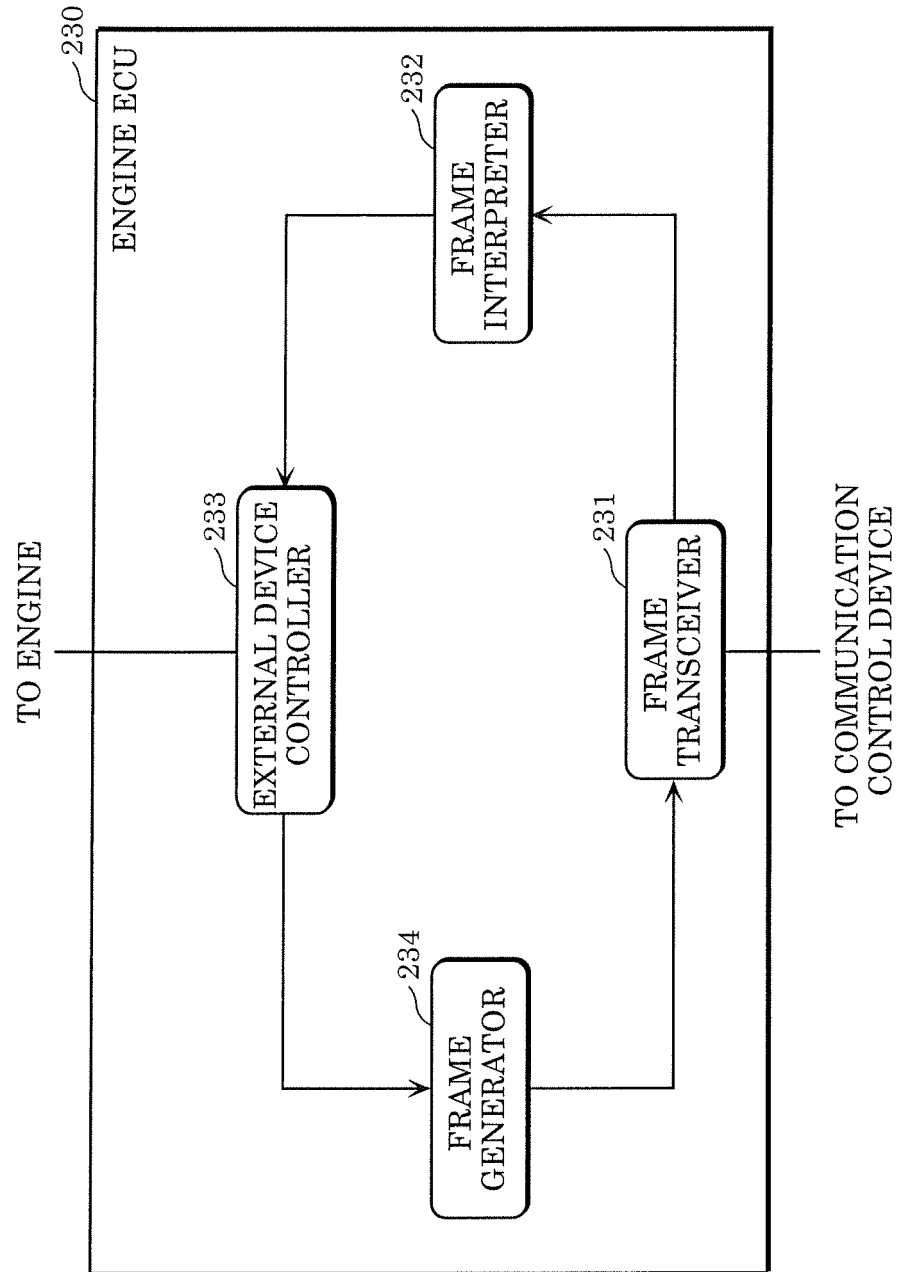 230
ENGINE ECU
TO ENGINE
233
EXTERNAL DEVICE
CONTROLLER
232
FRAME
INTERPRETER
234
FRAME
GENERATOR
231
FRAME
TRANSCEIVER
TO COMMUNICATION
CONTROL DEVICE